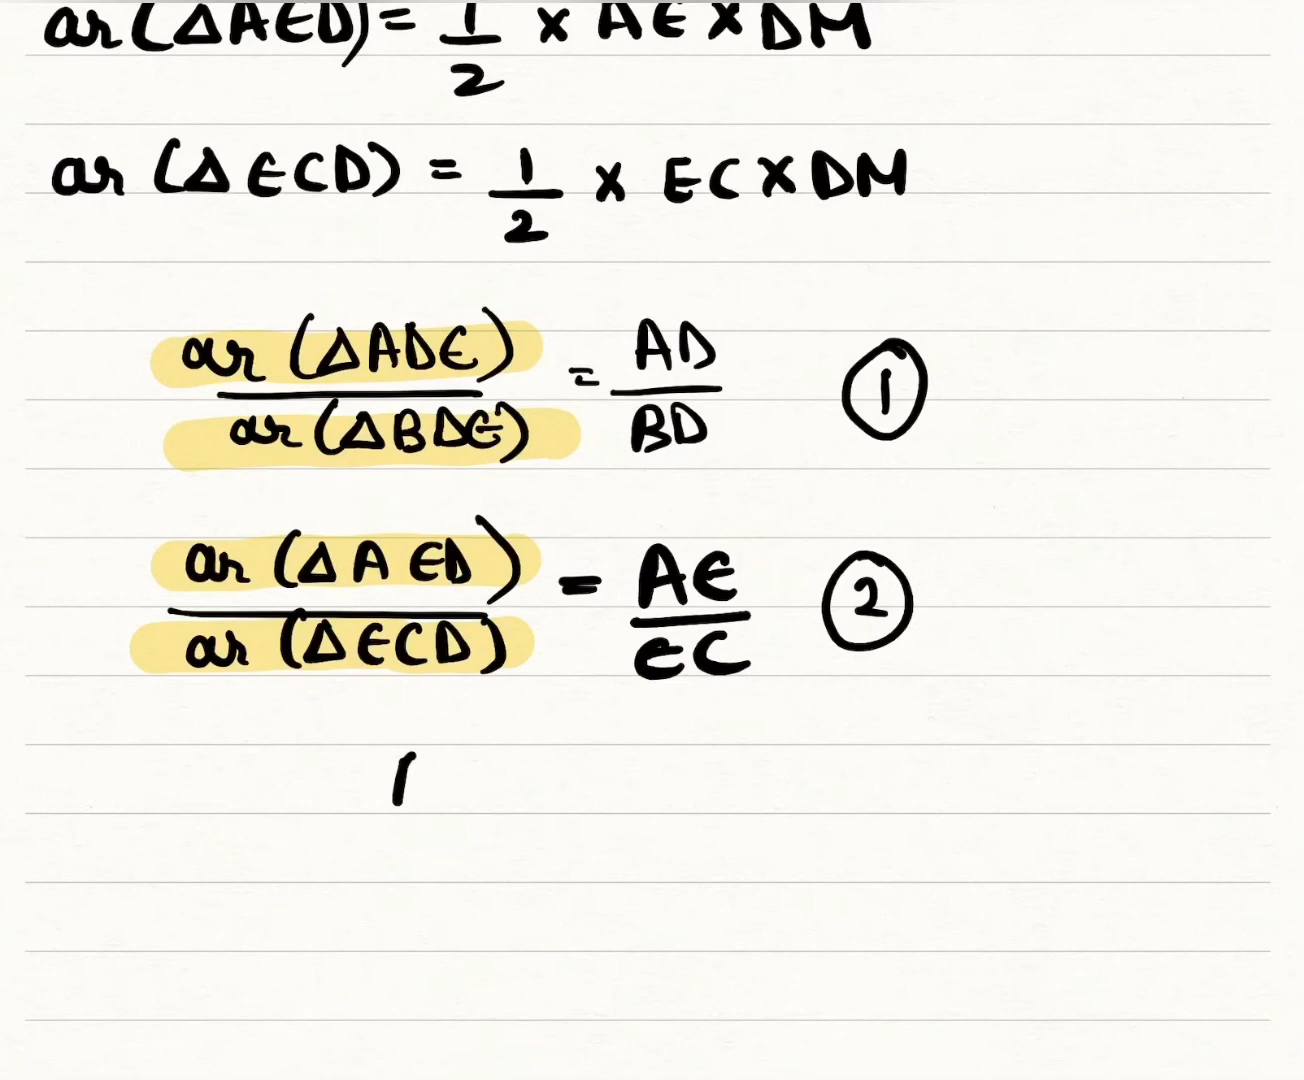 ar(ΔAED) = 1/2 × AE × DM
ar (ΔECD) = 1/2 × EC × DM
ar (ΔADE) / ar (ΔBDE) = AD / BD ①
ar (ΔAED) / ar (ΔECD) = AE / EC ②